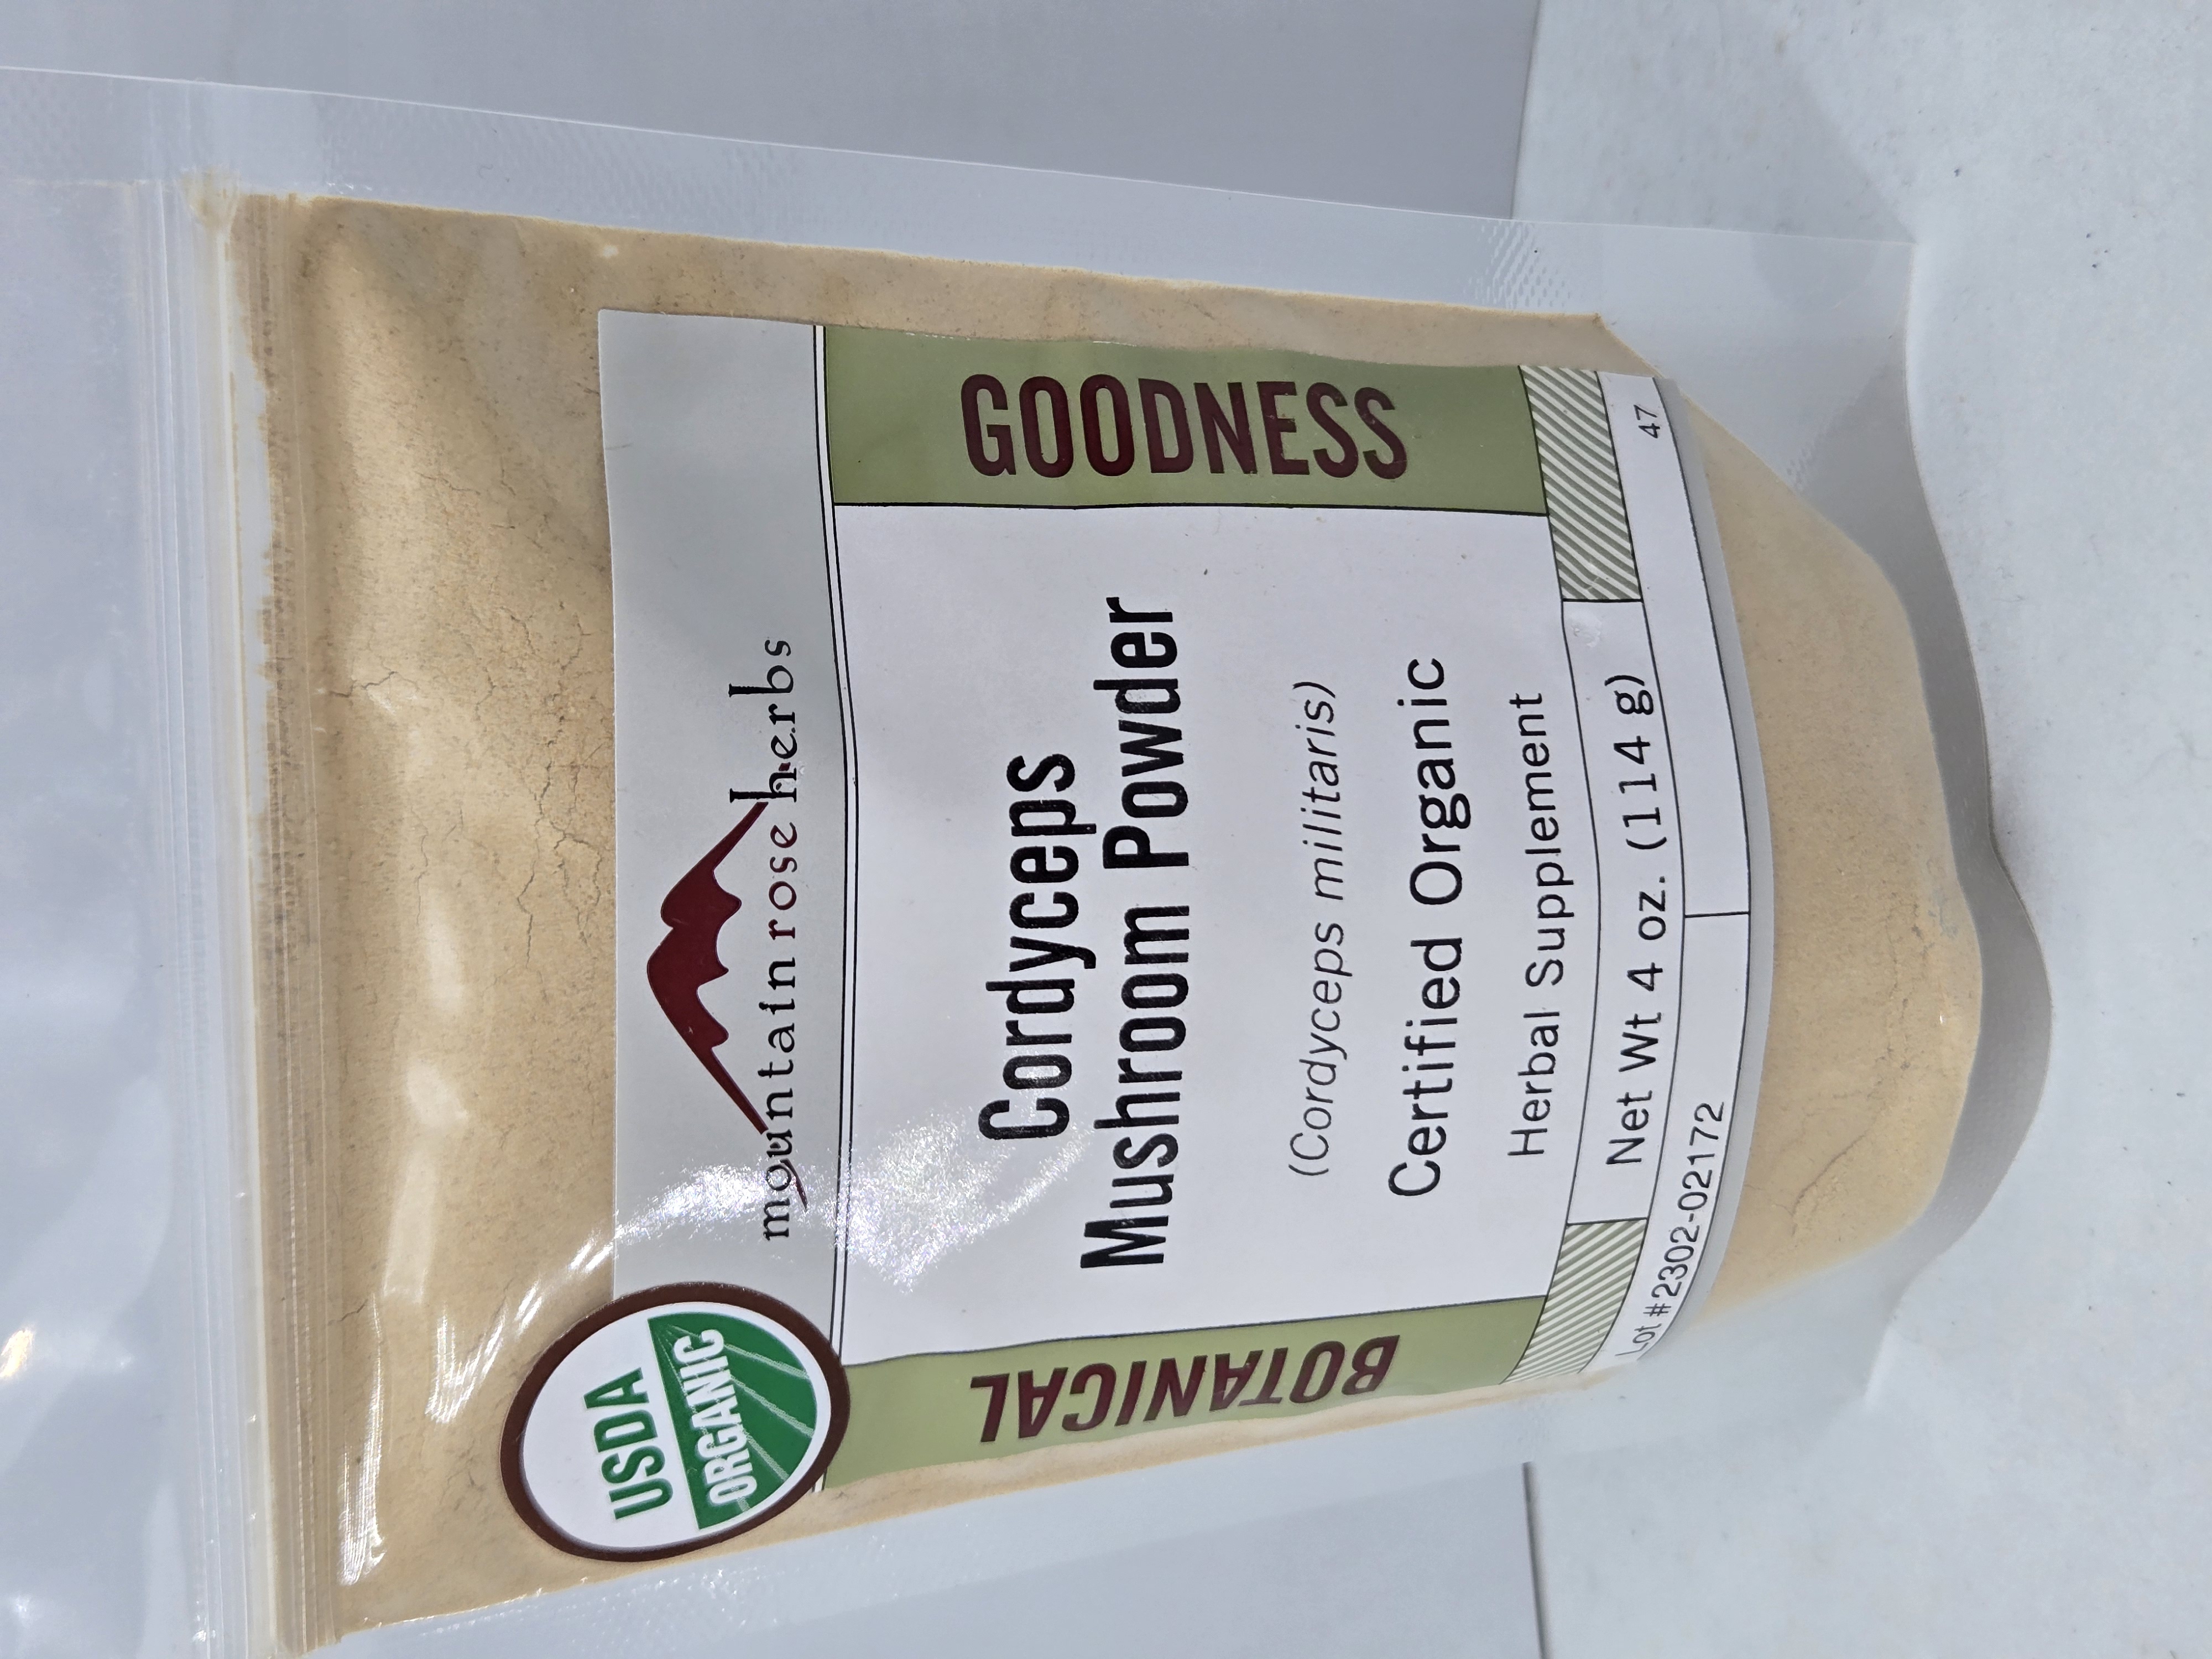 USDA
ORGANIC
mountain rose herbs
BOTANICAL
GOODNESS
Cordyceps
Mushroom Powder
(Cordyceps militaris)
Certified Organic
Herbal Supplement
Net Wt 4 oz. (114 g)
Lot #2302-02172
47